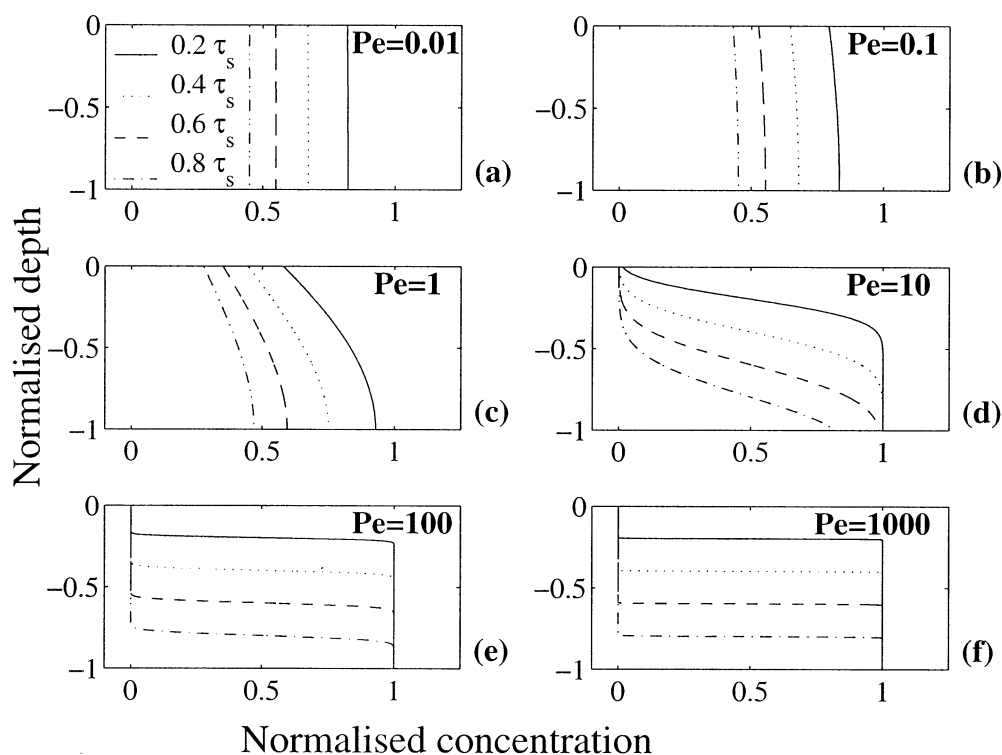 0
−0.5
−1
0.2 τs
0.4 τs
0.6 τs
0.8 τs
Pe=0.01
(a)
0
0.5
1
0
−0.5
−1
Pe=0.1
(b)
0
0.5
1
Normalised depth
0
−0.5
−1
Pe=1
(c)
0
0.5
1
0
−0.5
−1
Pe=10
(d)
0
0.5
1
0
−0.5
−1
Pe=100
(e)
0
0.5
1
0
−0.5
−1
Pe=1000
(f)
0
0.5
1
Normalised concentration